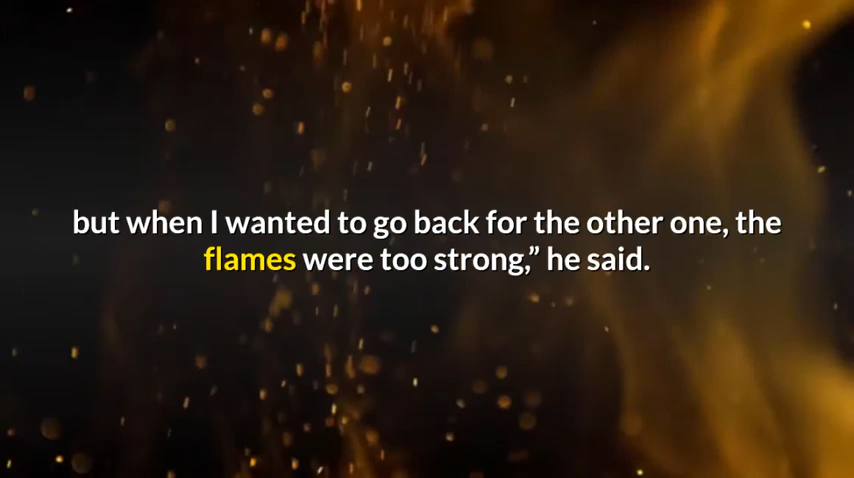 but when I wanted to go back for the other one, the
flames were too strong,” he said.